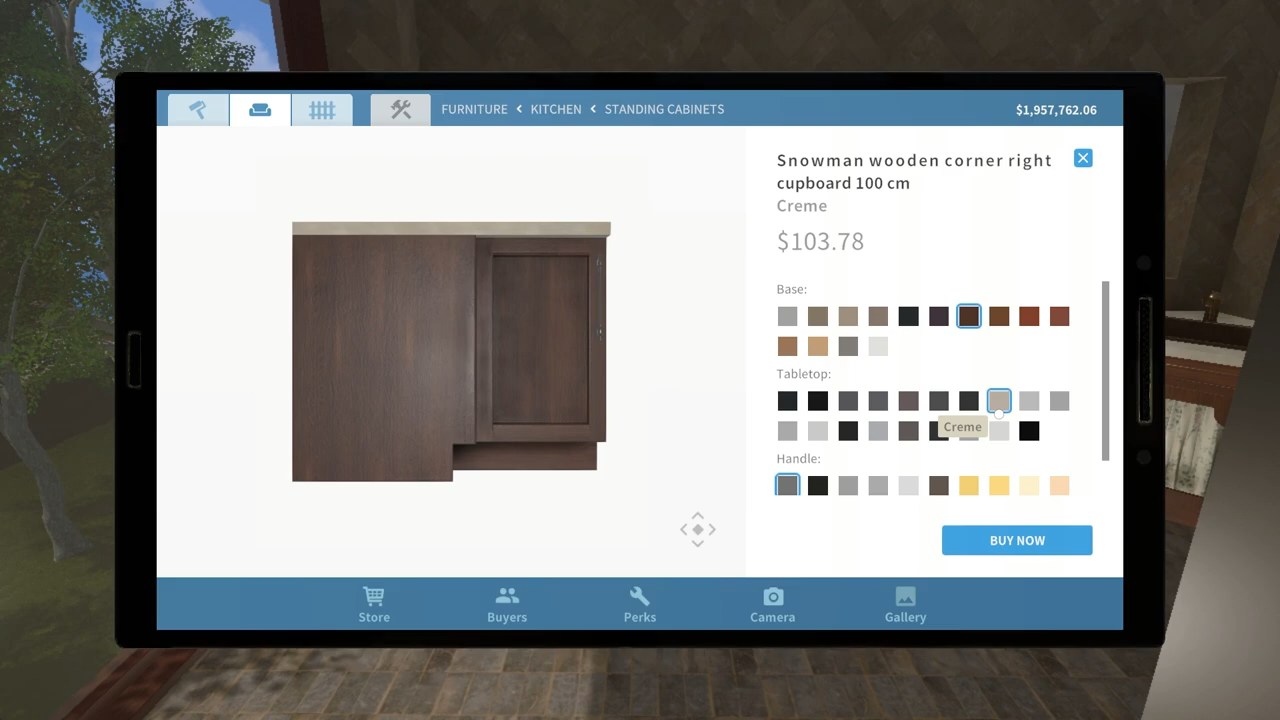 FURNITURE < KITCHEN < STANDING CABINETS
$1,957,762.06
Snowman wooden corner right
cupboard 100 cm
Creme
$103.78
Base:
Tabletop:
Creme
Handle:
BUY NOW
Store
Buyers
Perks
Camera
Gallery